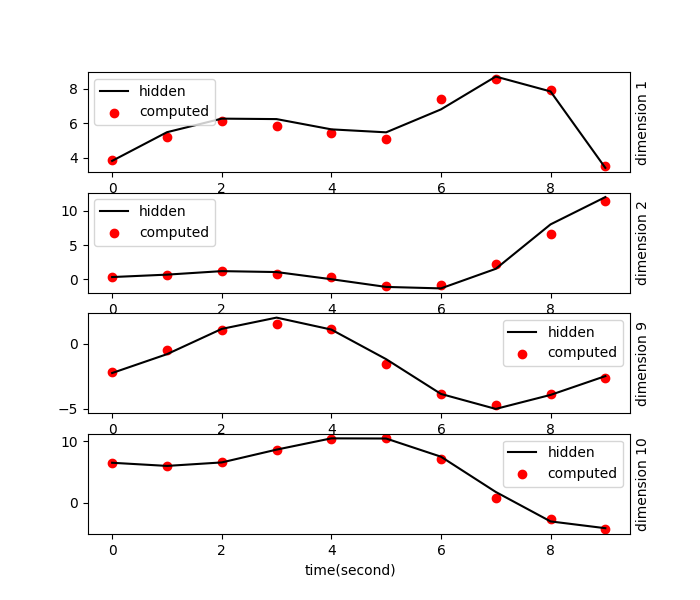 8
6
4
hidden
computed
dimension 1
0
2
4
6
8
10
5
0
hidden
computed
dimension 2
0
2
4
6
8
0
−5
hidden
computed
dimension 9
0
2
4
6
8
10
0
hidden
computed
dimension 10
0
2
4
6
8
time(second)